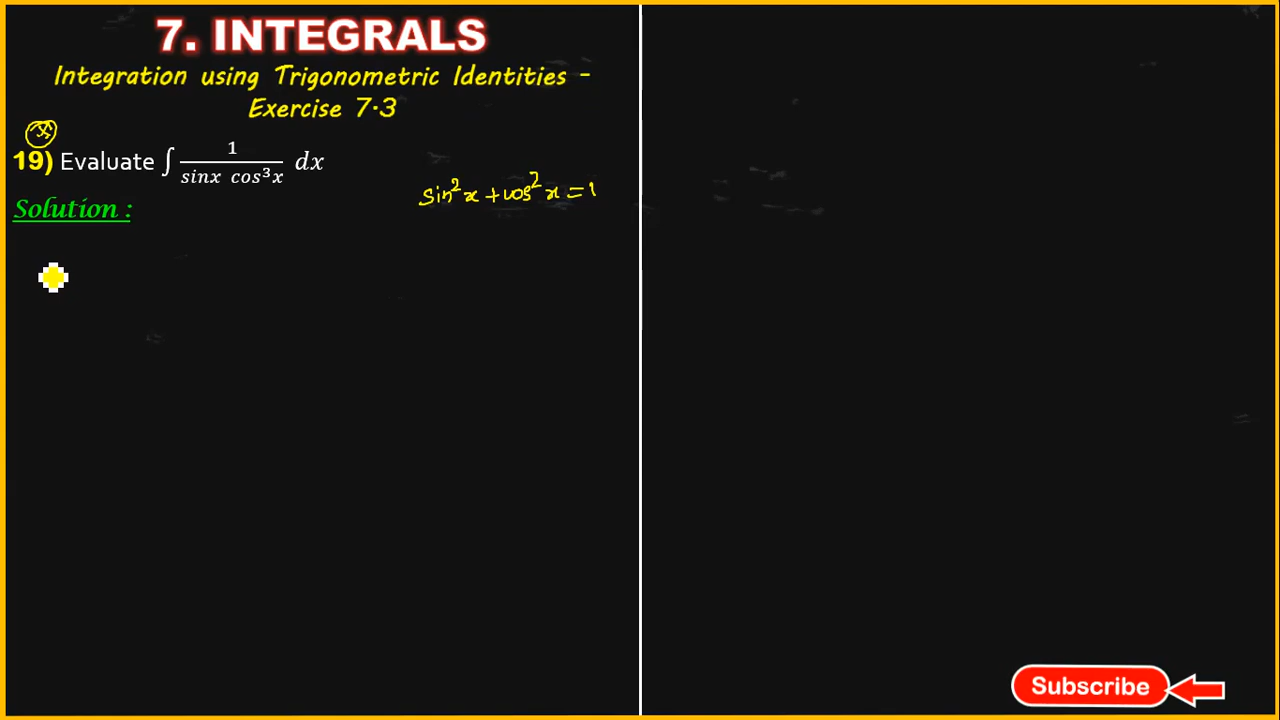 7. INTEGRALS
Integration using Trigonometric Identities -
Exercise 7.3
19) Evaluate ∫ 1/(sinx cos³x) dx
sin²x + cos²x = 1
Solution :
Subscribe